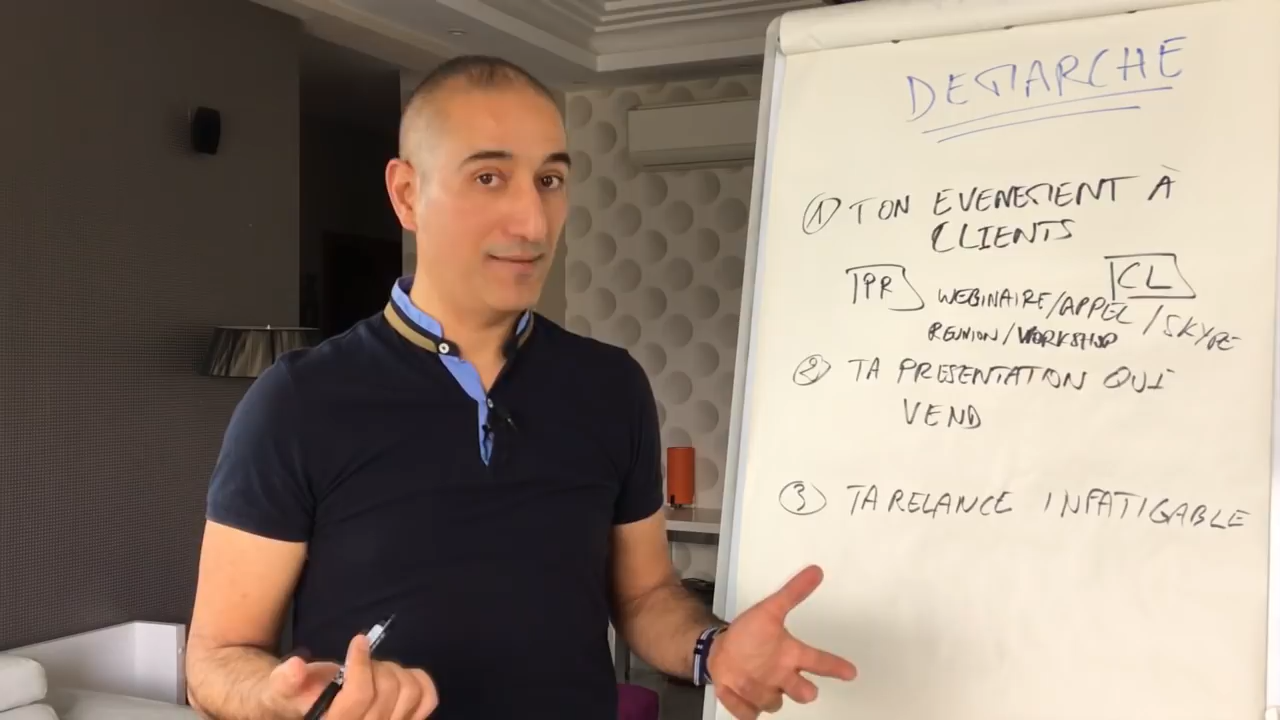 DEMARCHE
① TON EVENEMENT À
CLIENTS
PR CL
WEBINAIRE/APPEL/SKYPE
REUNION/WORKSHOP
② TA PRESENTATION QUI
VEND
③ TA RELANCE INFATIGABLE